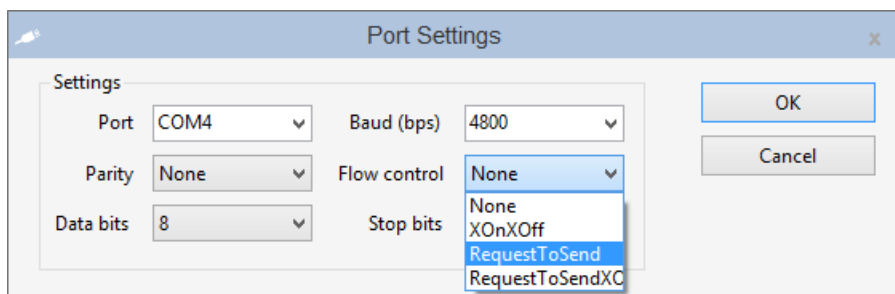 Port Settings
x
Settings
Port COM4 Baud (bps) 4800
OK
Parity None Flow control None
Cancel
Data bits 8 Stop bits
None
XOnXOff
RequestToSend
RequestToSendXO